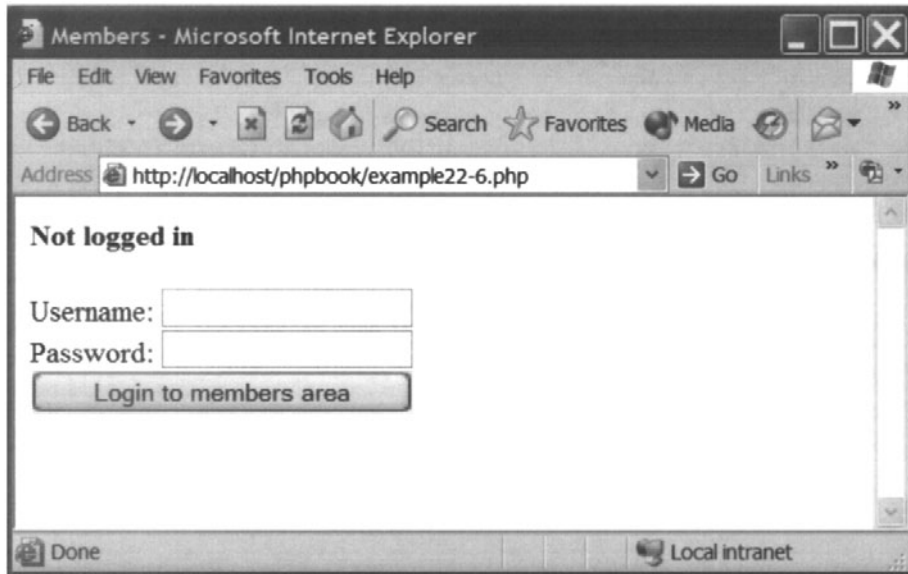 Members - Microsoft Internet Explorer
File Edit View Favorites Tools Help
Back Search Favorites Media »
Address http://localhost/phpbook/example22-6.php Go Links »
Not logged in
Username:
Password:
Login to members area
Done Local intranet